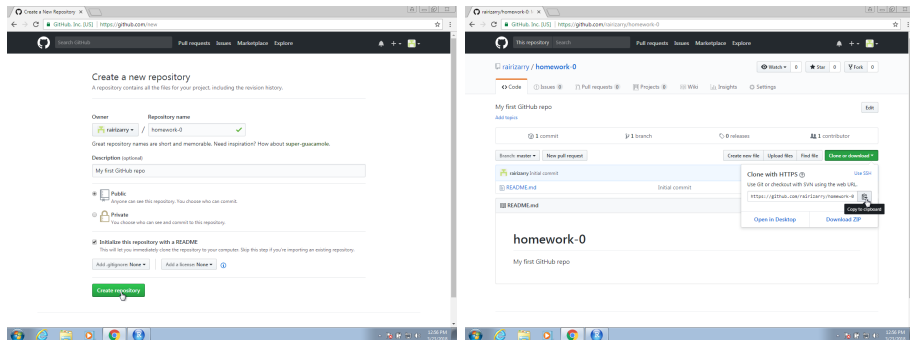 Create a New Repository
GitHub, Inc. [US] | https://github.com/new
Search GitHub
Pull requests Issues Marketplace Explore
Create a new repository
A repository contains all the files for your project, including the revision history.
Owner
Repository name
rairizarry / homework-0
Great repository names are short and memorable. Need inspiration? How about super-guacamole.
Description (optional)
My first GitHub repo
Public
Anyone can see this repository. You choose who can commit.
Private
You choose who can see and commit to this repository.
Initialize this repository with a README
This will let you immediately clone the repository to your computer. Skip this step if you're importing an existing repository.
Add .gitignore: None
Add a license: None
Create repository
12:08 PM
rairizarry/homework-0
GitHub, Inc. [US] | https://github.com/rairizarry/homework-0
This repository Search
Pull requests Issues Marketplace Explore
rairizarry / homework-0
Watch 0 Star 0 Fork 0
Code Issues 0 Pull requests 0 Projects 0 Wiki Insights Settings
My first GitHub repo
Edit
Add topics
1 commit 1 branch 0 releases 1 contributor
Branch: master New pull request Create new file Upload files Find file Clone or download
rairizarry Initial commit
README.md Initial commit
README.md
Clone with HTTPS
Use SSH
Use Git or checkout with SVN using the web URL.
https://github.com/rairizarry/homework-0
Copy to clipboard
Open in Desktop
Download ZIP
homework-0
My first GitHub repo